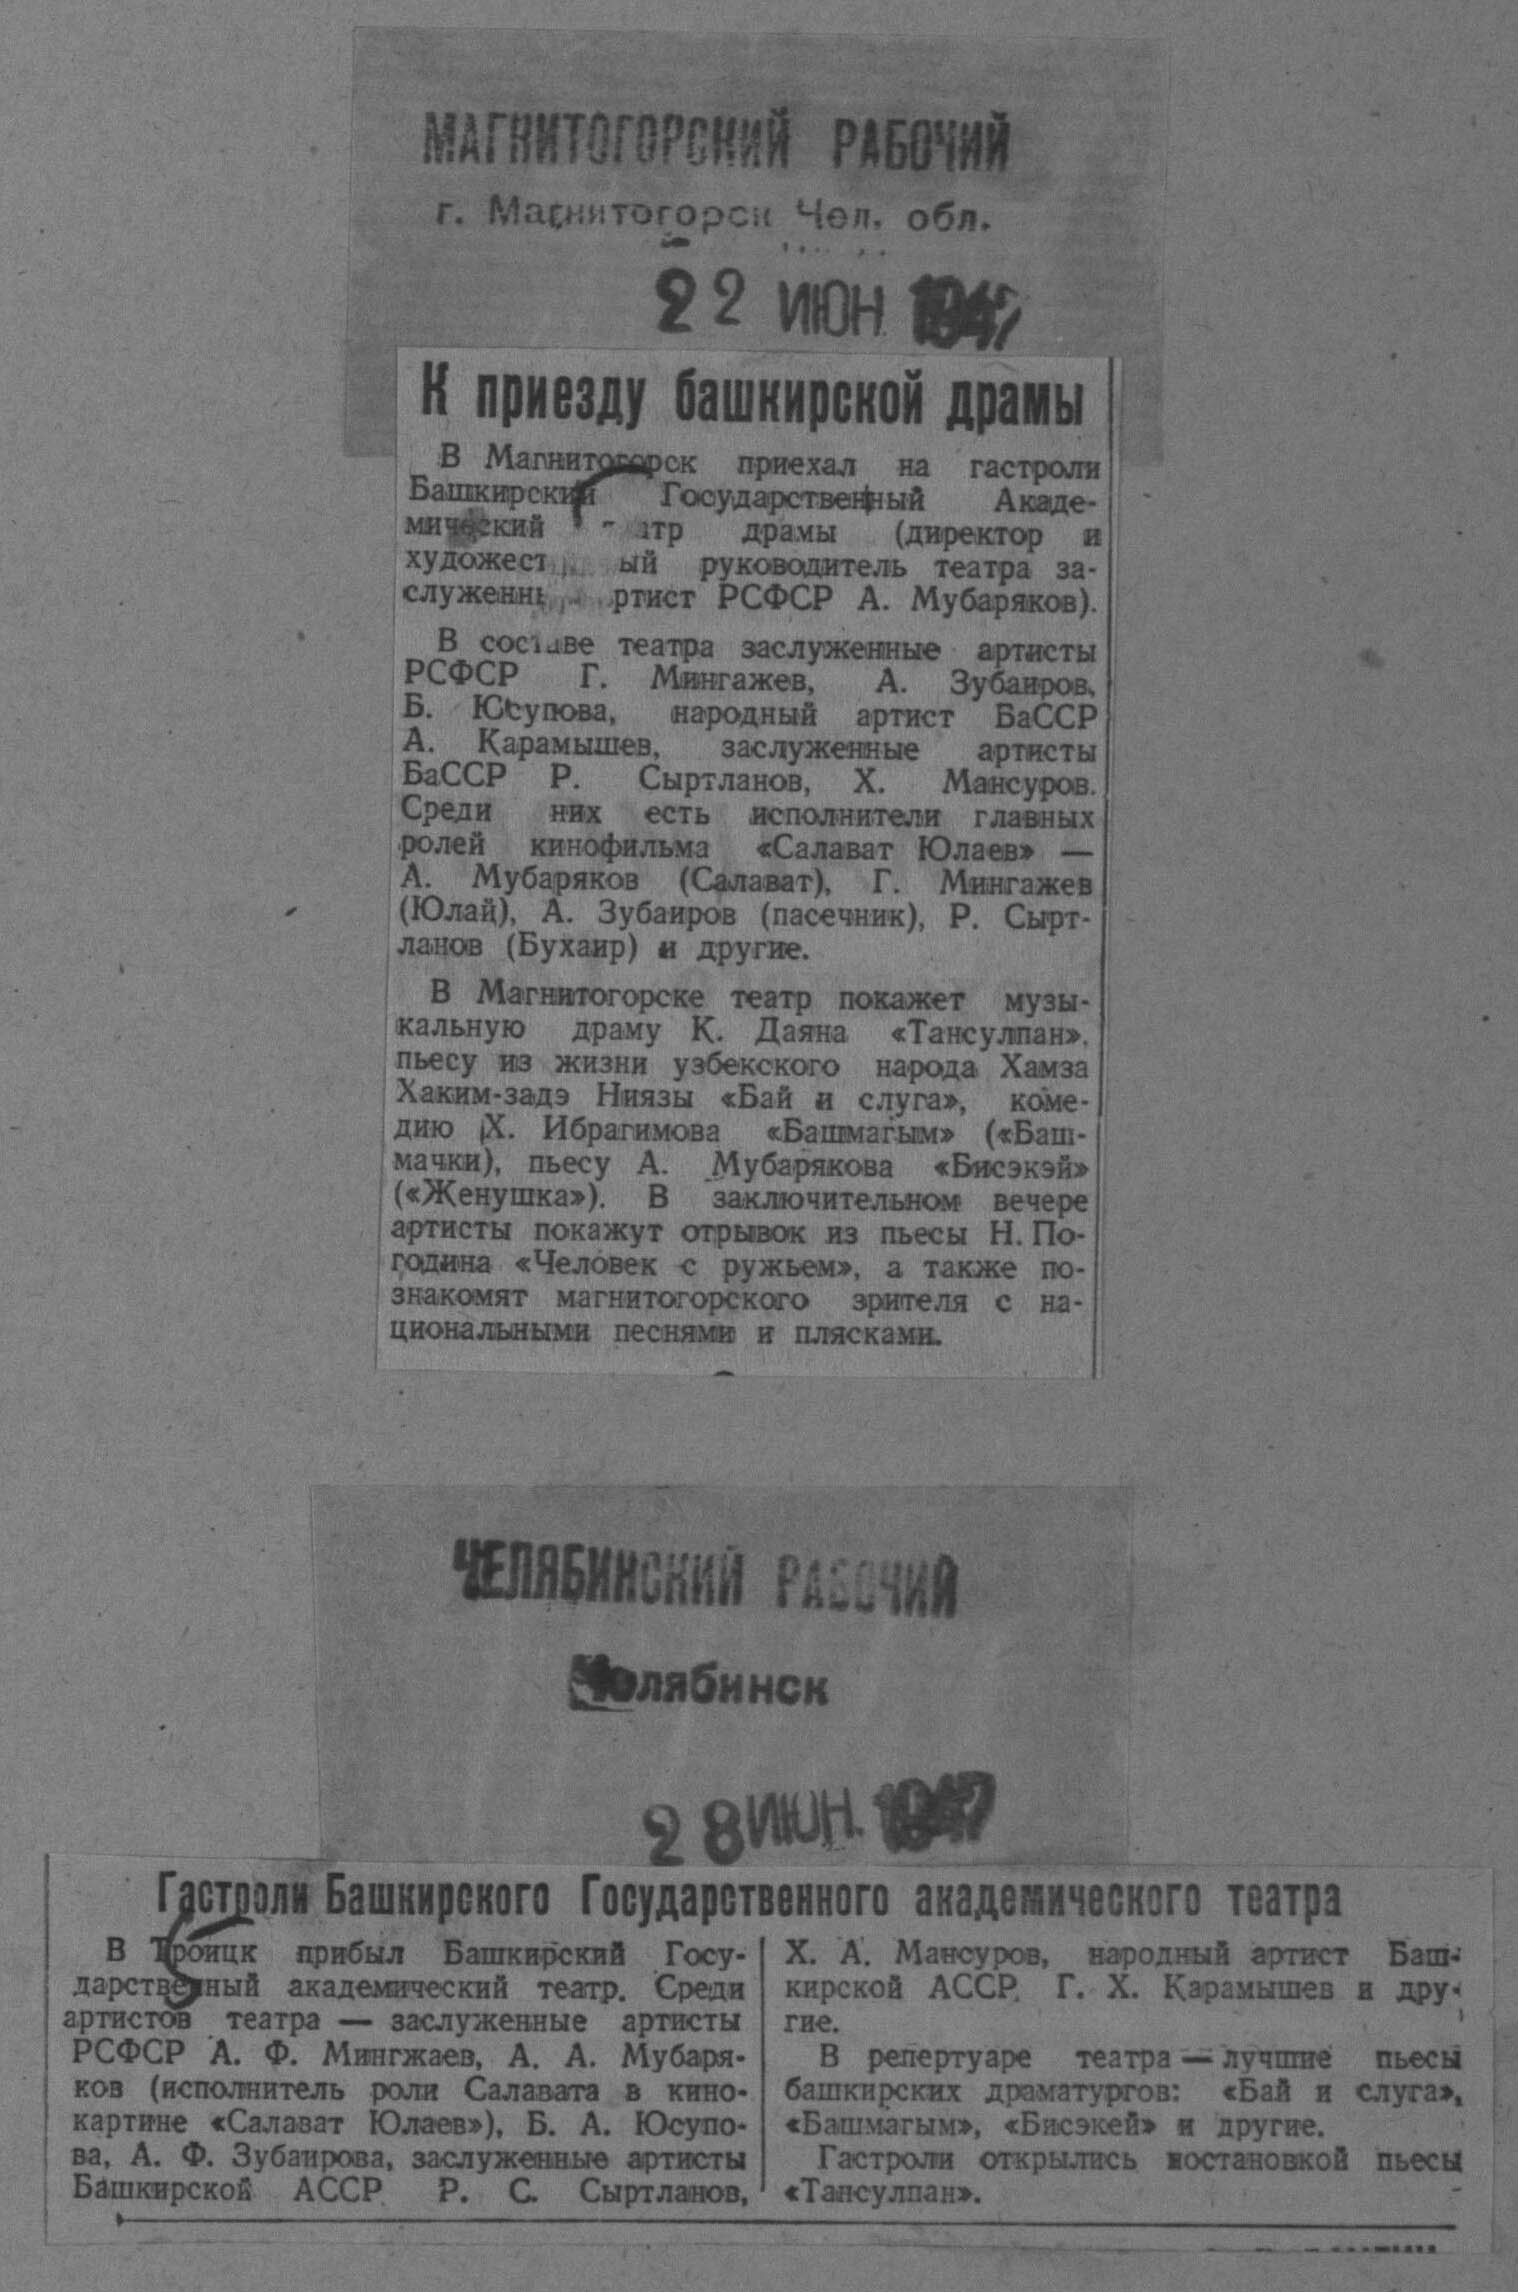 МАГНИТОГОРСКИЙ РАБОЧИЙ
г. Магнитогорск Чел. обл.
22 ИЮН. 1947
К приезду башкирской драмы
В Магнитогорск приехал на гастроли
Башкирский Государственный Акаде-
мический театр драмы (директор и
художественный руководитель театра за-
служенный артист РСФСР А. Мубаряков).
В составе театра заслуженные артисты
РСФСР Г. Мингажев, А. Зубаиров,
Б. Юсупова, народный артист БаССР
А. Карамышев, заслуженные артисты
БаССР Р. Сыртланов, Х. Мансуров.
Среди них есть исполнители главных
ролей кинофильма «Салават Юлаев» —
А. Мубаряков (Салават), Г. Мингажев
(Юлай), А. Зубаиров (пасечник), Р. Сырт-
ланов (Бухаир) и другие.
В Магнитогорске театр покажет музы-
кальную драму К. Даяна «Тансулпан»,
пьесу из жизни узбекского народа Хамза
Хаким-задэ Ниязы «Бай и слуга», коме-
дию Х. Ибрагимова «Башмагым» («Баш-
мачки), пьесу А. Мубарякова «Бисэкэй»
(«Женушка»). В заключительном вечере
артисты покажут отрывок из пьесы Н. По-
година «Человек с ружьем», а также по-
знакомят магнитогорского зрителя с на-
циональными песнями и плясками.
ЧЕЛЯБИНСКИЙ РАБОЧИЙ
Челябинск
28 ИЮН. 1947
Гастроли Башкирского Государственного академического театра
В Троицк прибыл Башкирский Госу-
дарственный академический театр. Среди
артистов театра — заслуженные артисты
РСФСР А. Ф. Мингжаев, А. А. Мубаря-
ков (исполнитель роли Салавата в кино-
картине «Салават Юлаев»), Б. А. Юсупо-
ва, А. Ф. Зубаирова, заслуженные артисты
Башкирской АССР Р. С. Сыртланов,
Х. А. Мансуров, народный артист Баш-
кирской АССР Г. Х. Карамышев и дру-
гие.
В репертуаре театра — лучшие пьесы
башкирских драматургов: «Бай и слуга»,
«Башмагым», «Бисэкей» и другие.
Гастроли открылись постановкой пьесы
«Тансулпан».